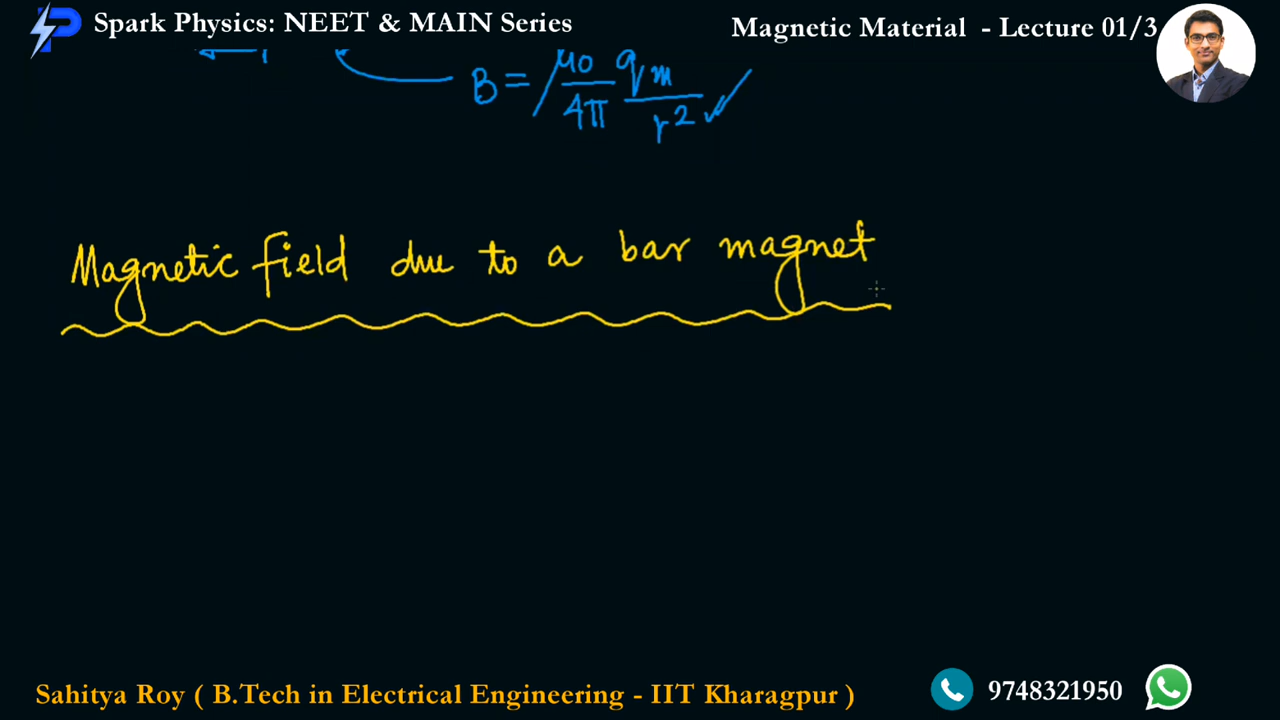 Spark Physics: NEET & MAIN Series
Magnetic Material - Lecture 01/3
B = μ0/4π qm/r2
Magnetic field due to a bar magnet
Sahitya Roy ( B.Tech in Electrical Engineering - IIT Kharagpur )
9748321950